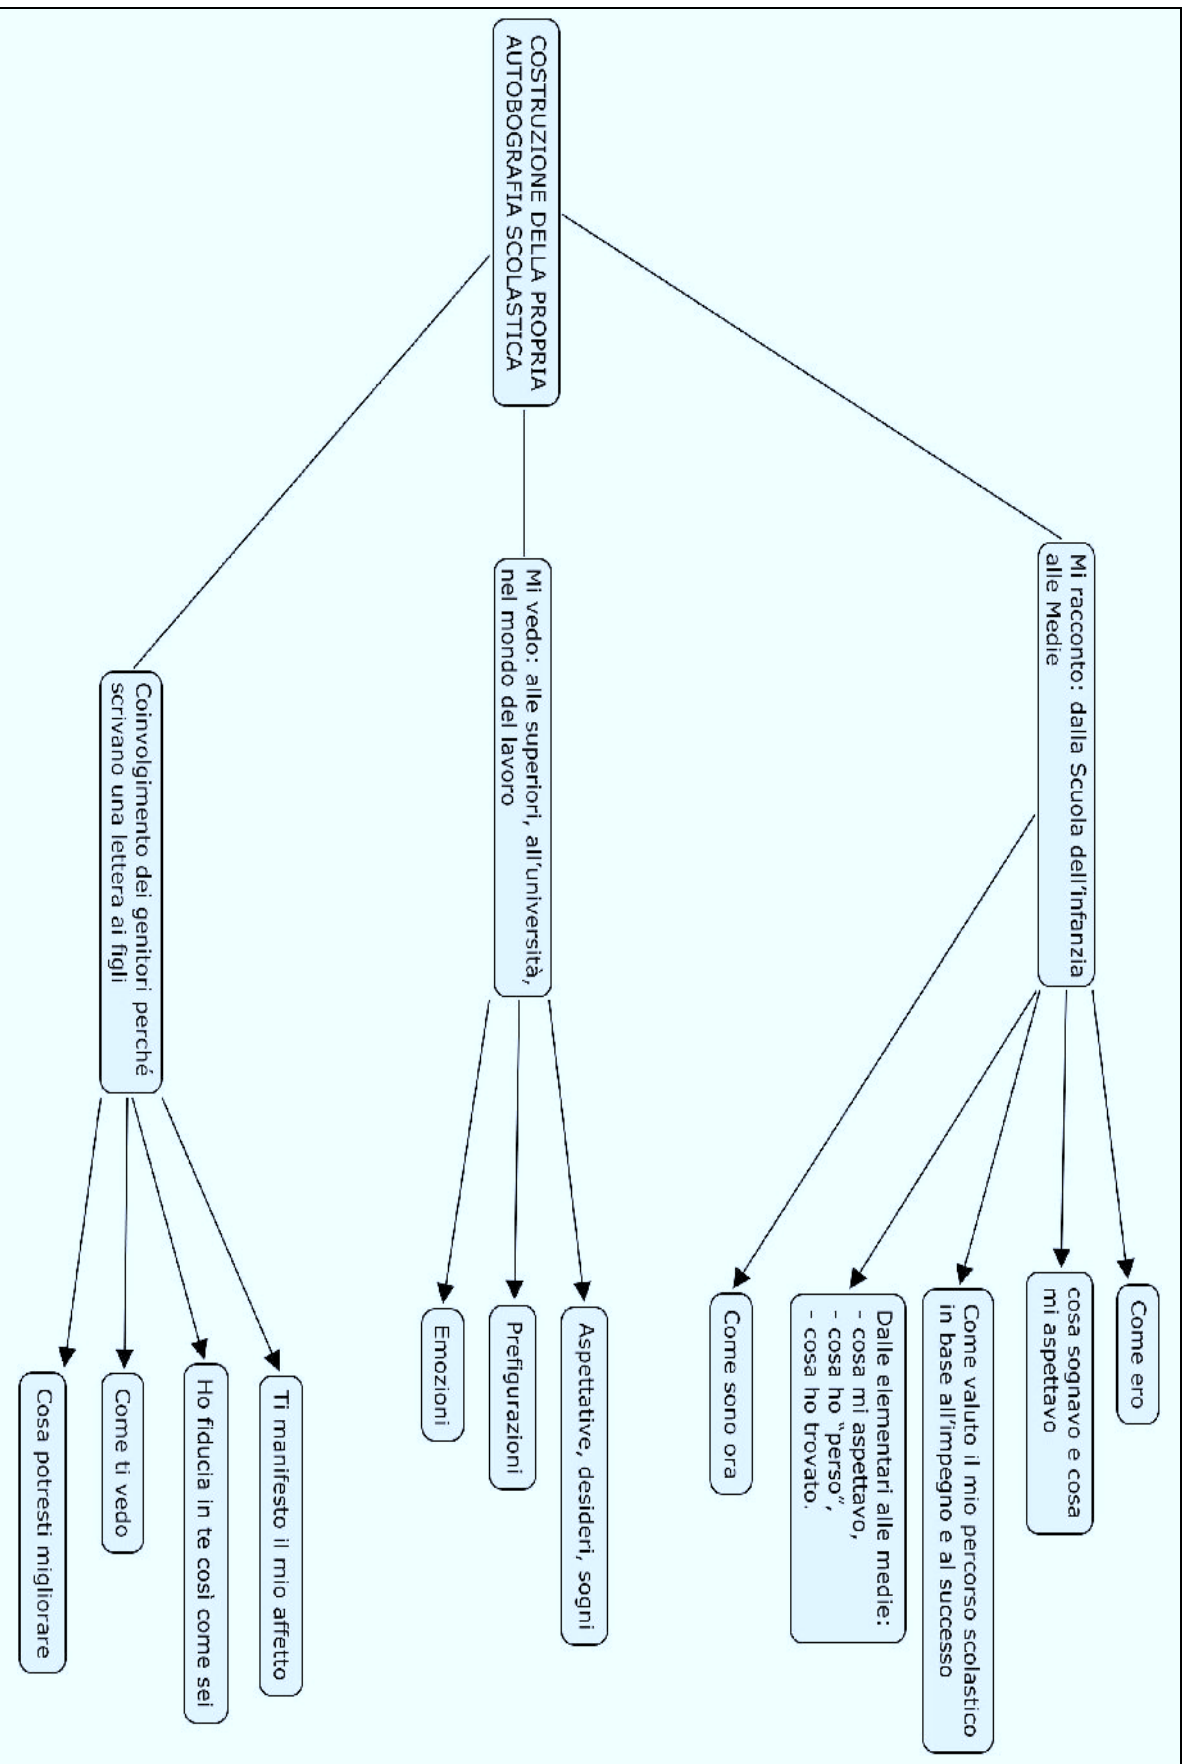 COSTRUZIONE DELLA PROPRIA
AUTOBOGRAFIA SCOLASTICA
Mi racconto: dalla Scuola dell'infanzia
alle Medie
Come ero
cosa sognavo e cosa
mi aspettavo
Come valuto il mio percorso scolastico
in base all'impegno e al successo
Dalle elementari alle medie:
- cosa mi aspettavo,
- cosa ho "perso",
- cosa ho trovato.
Come sono ora
Mi vedo: alle superiori, all'università,
nel mondo del lavoro
Aspettative, desideri, sogni
Prefigurazioni
Emozioni
Coinvolgimento dei genitori perché
scrivano una lettera ai figli
Ti manifesto il mio affetto
Ho fiducia in te così come sei
Come ti vedo
Cosa potresti migliorare